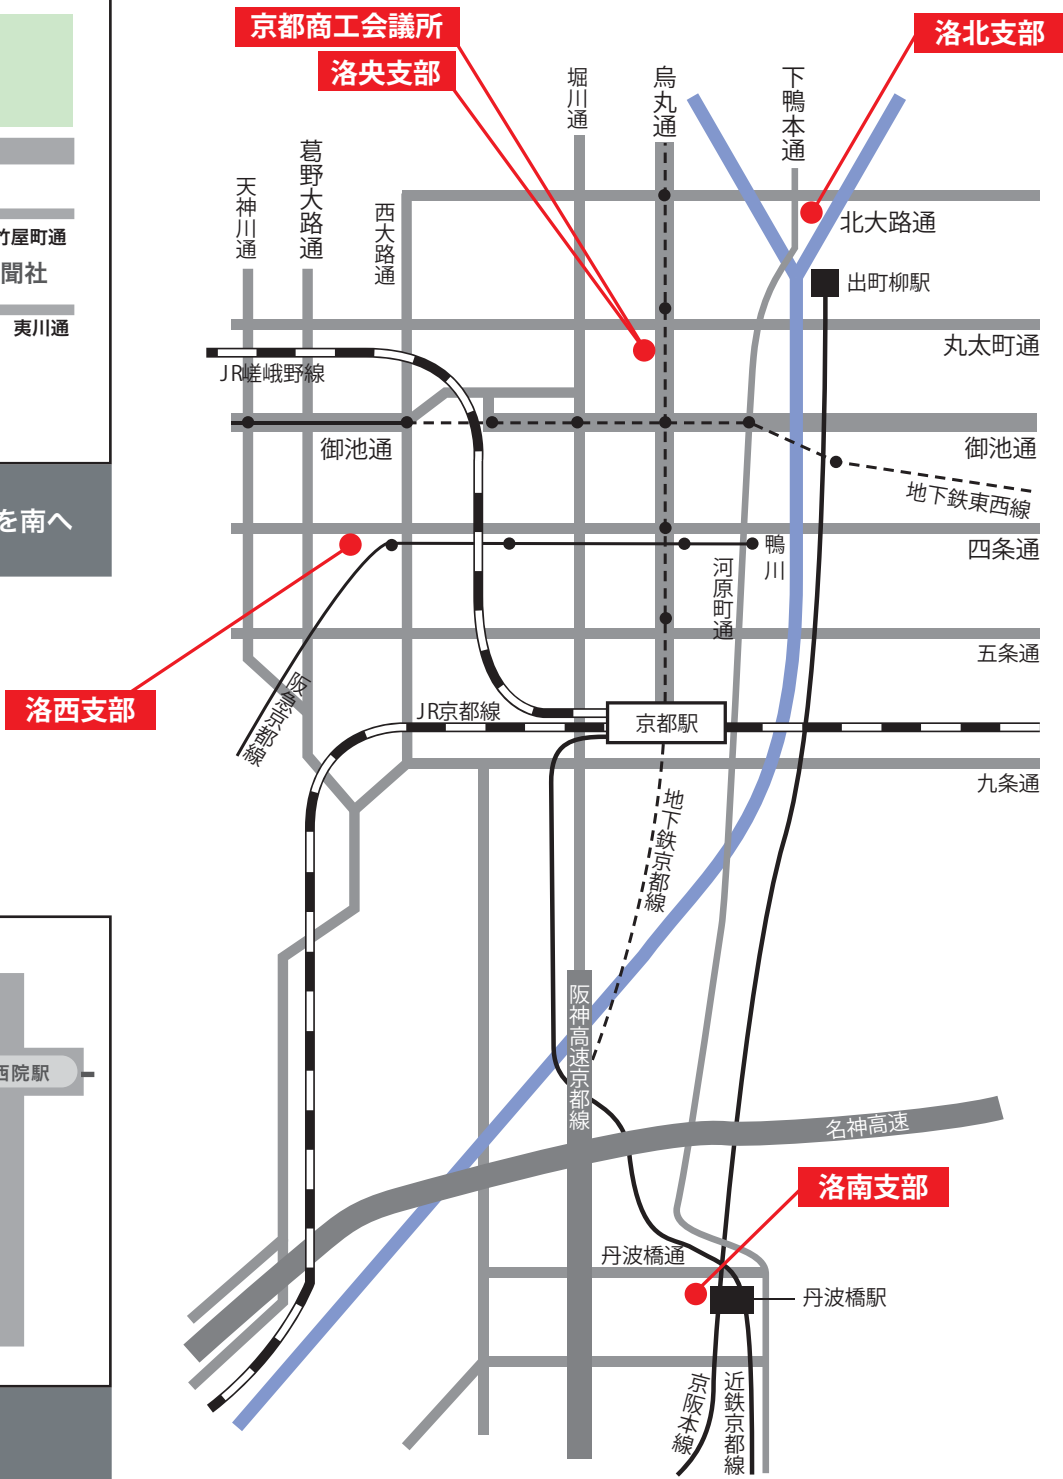 京都商工会議所
洛央支部
洛北支部
堀川通
烏丸通
下鴨本通
葛野大路通
天神川通
西大路通
北大路通
竹屋町通
聞社
夷川通
出町柳駅
丸太町通
JR嵯峨野線
御池通
御池通
地下鉄東西線
を南へ
四条通
鴨川
河原町通
五条通
洛西支部
阪急京都線
JR京都線
京都駅
九条通
地下鉄京都線
阪神高速京都線
西院駅
名神高速
洛南支部
丹波橋通
丹波橋駅
京阪本線
近鉄京都線